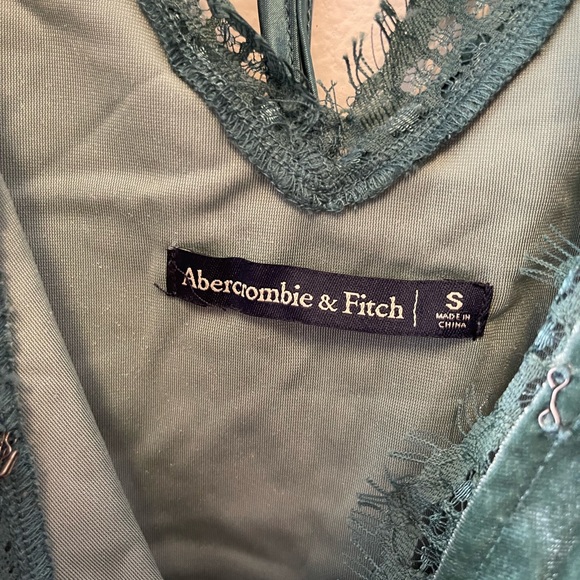 Abercrombie & Fitch
S
MADE IN
CHINA